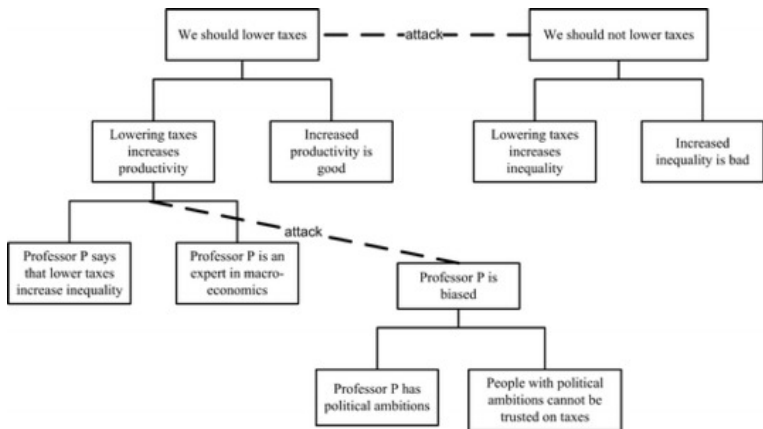 We should lower taxes
attack
We should not lower taxes
Lowering taxes
increases
productivity
Increased
productivity is
good
Lowering taxes
increases
inequality
Increased
inequality is bad
attack
Professor P says
that lower taxes
increase inequality
Professor P is an
expert in macro-
economics
Professor P is
biased
Professor P has
political ambitions
People with political
ambitions cannot be
trusted on taxes